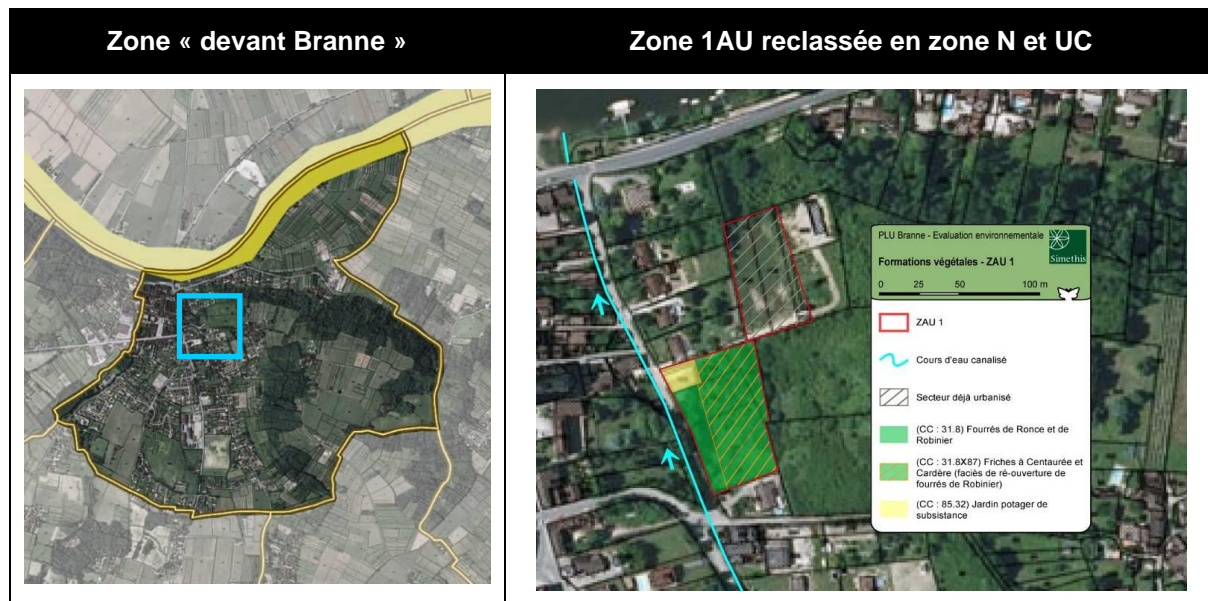 Zone « devant Branne »
Zone 1AU reclassée en zone N et UC
PLU Branne - Evaluation environnementale
Formations végétales - ZAU 1
Simethis
0 25 50 100 m
ZAU 1
Cours d'eau canalisé
Secteur déjà urbanisé
(CC : 31.8) Fourrés de Ronce et de
Robinier
(CC : 31.8X87) Friches à Centaurée et
Cardère (faciès de ré-ouverture de
fourrés de Robinier)
(CC : 85.32) Jardin potager de
subsistance